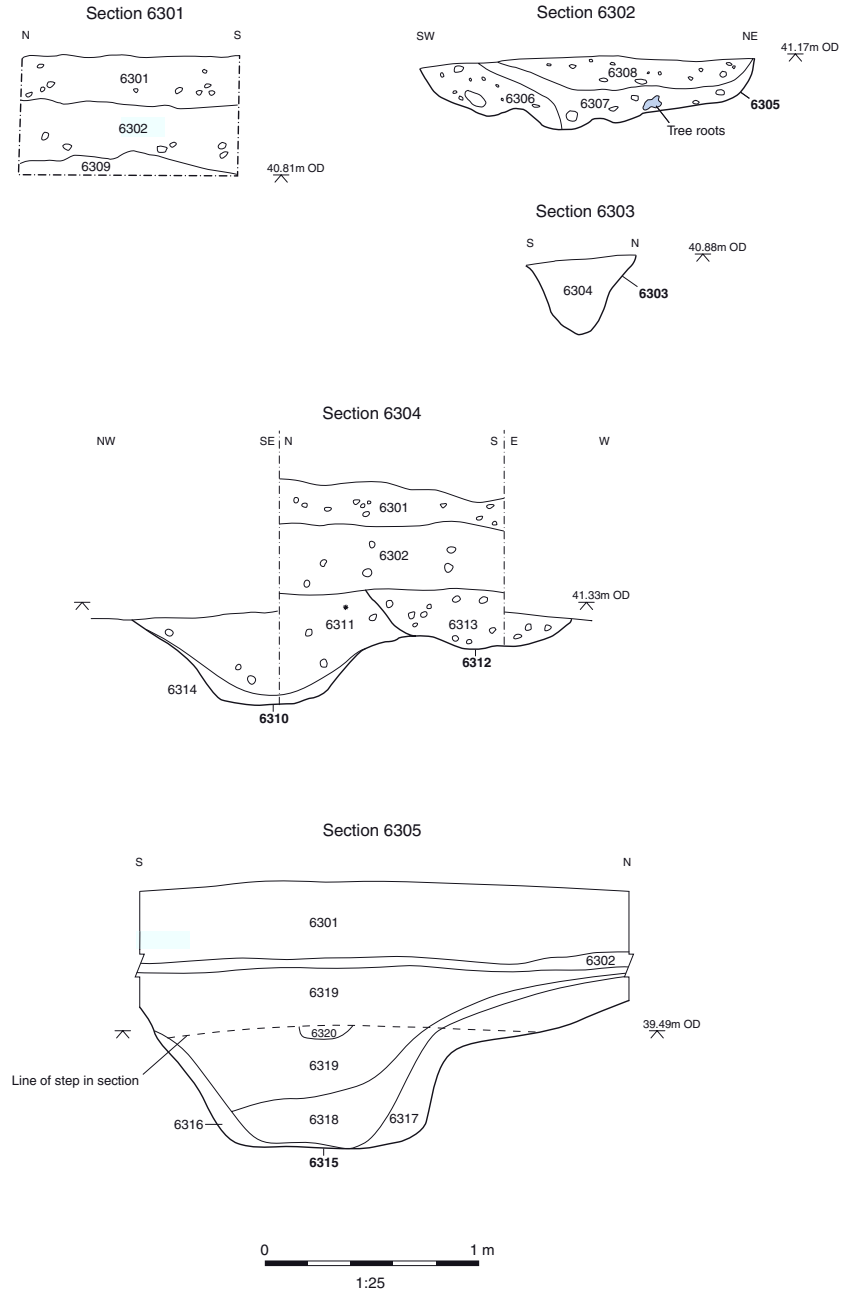 Section 6301
N S
6301
6302
6309
40.81m OD
Section 6302
SW NE
41.17m OD
6308
6306
6307
6305
Tree roots
Section 6303
S N
40.88m OD
6304
6303
Section 6304
NW SE N S E W
6301
6302
41.33m OD
6311
6313
6312
6314
6310
Section 6305
S N
6301
6302
6319
6320
39.49m OD
6319
Line of step in section
6318
6317
6316
6315
0 1 m
1:25